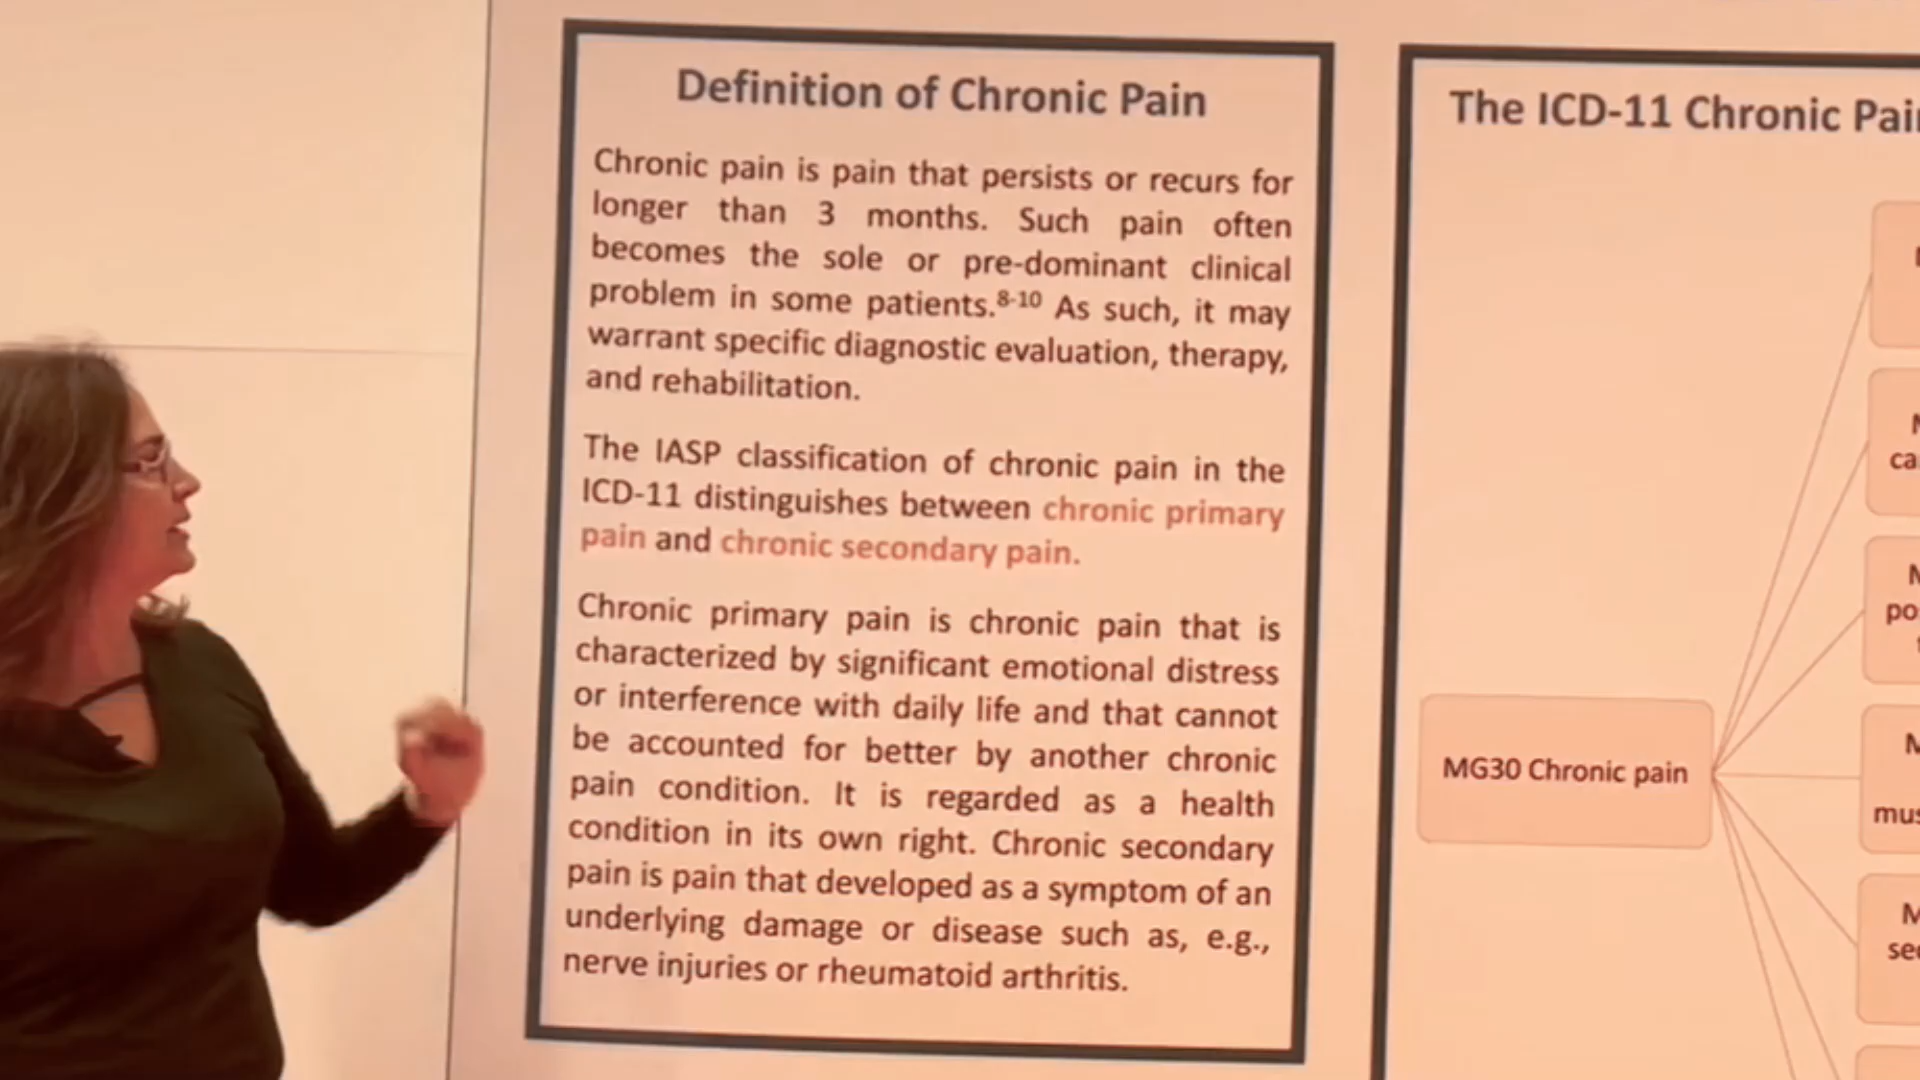 Definition of Chronic Pain
Chronic pain is pain that persists or recurs for
longer than 3 months. Such pain often
becomes the sole or pre-dominant clinical
problem in some patients.8-10 As such, it may
warrant specific diagnostic evaluation, therapy,
and rehabilitation.
The IASP classification of chronic pain in the
ICD-11 distinguishes between chronic primary
pain and chronic secondary pain.
Chronic primary pain is chronic pain that is
characterized by significant emotional distress
or interference with daily life and that cannot
be accounted for better by another chronic
pain condition. It is regarded as a health
condition in its own right. Chronic secondary
pain is pain that developed as a symptom of an
underlying damage or disease such as, e.g.,
nerve injuries or rheumatoid arthritis.
The ICD-11 Chronic
MG30 Chronic pain